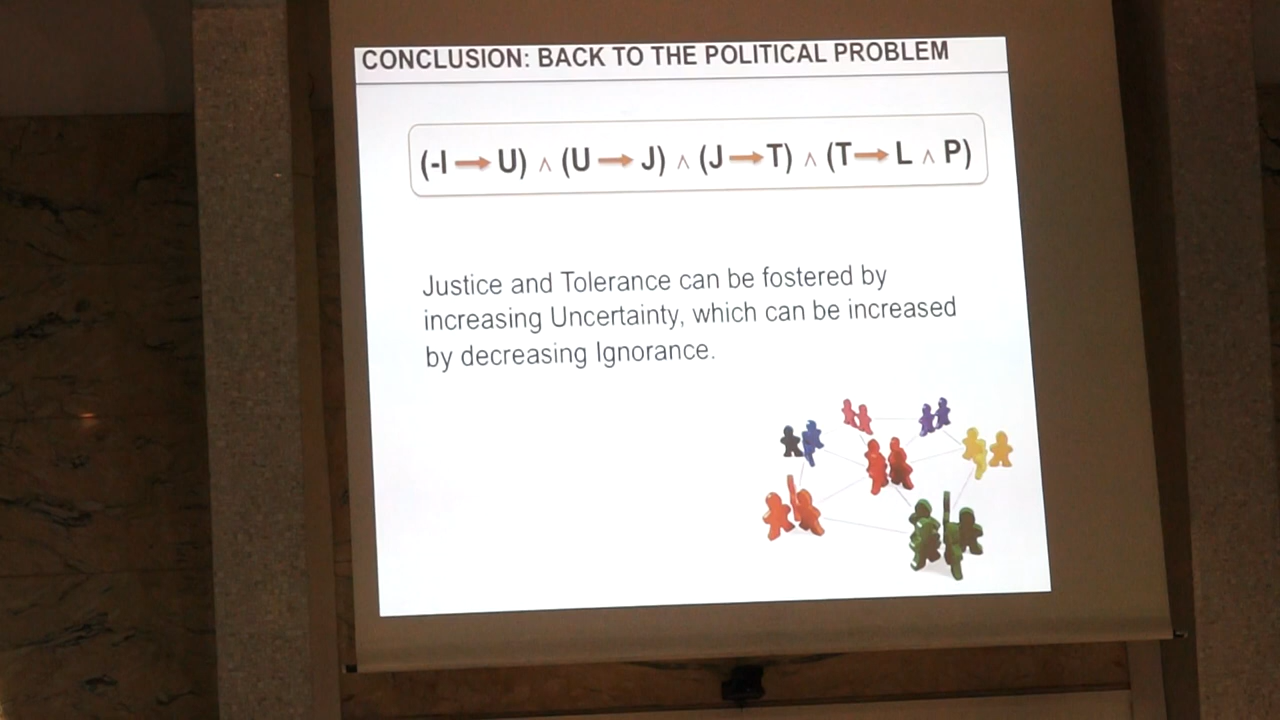 CONCLUSION: BACK TO THE POLITICAL PROBLEM
(-I → U) ∧ (U → J) ∧ (J → T) ∧ (T → L ∧ P)
Justice and Tolerance can be fostered by
increasing Uncertainty, which can be increased
by decreasing Ignorance.